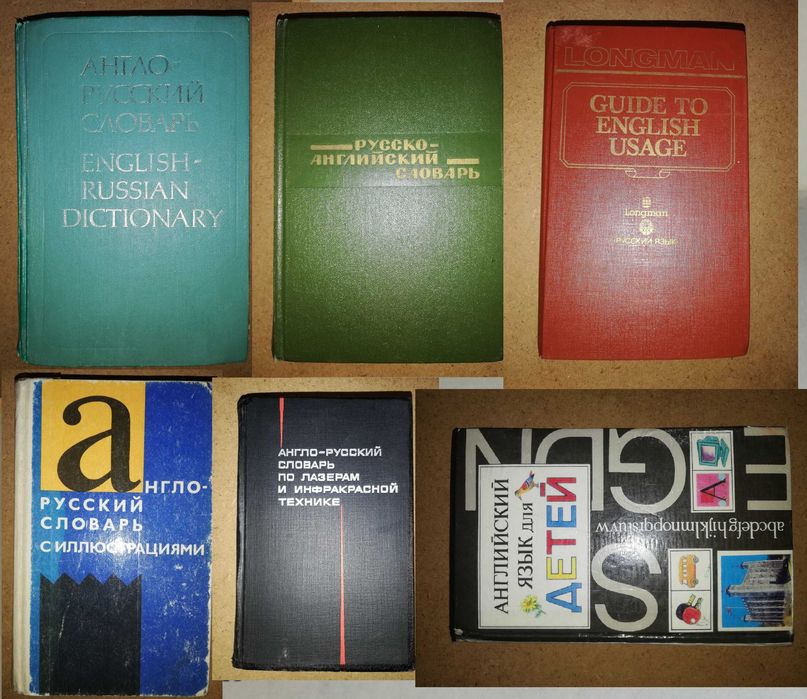 АНГЛО-
РУССКИЙ
СЛОВАРЬ
ENGLISH-
RUSSIAN
DICTIONARY
РУССКО-
АНГЛИЙСКИЙ
СЛОВАРЬ
LONGMAN
GUIDE TO
ENGLISH
USAGE
Longman
РУССКИЙ ЯЗЫК
англо-
РУССКИЙ
СЛОВАРЬ
С ИЛЛЮСТРАЦИЯМИ
АНГЛО-РУССКИЙ
СЛОВАРЬ
ПО ЛАЗЕРАМ
И ИНФРАКРАСНОЙ
ТЕХНИКЕ
АНГЛИЙСКИЙ
ЯЗЫК для
ДЕТЕЙ
abcdefghijklmnopqrstuvw
E
G
D
N
S
A